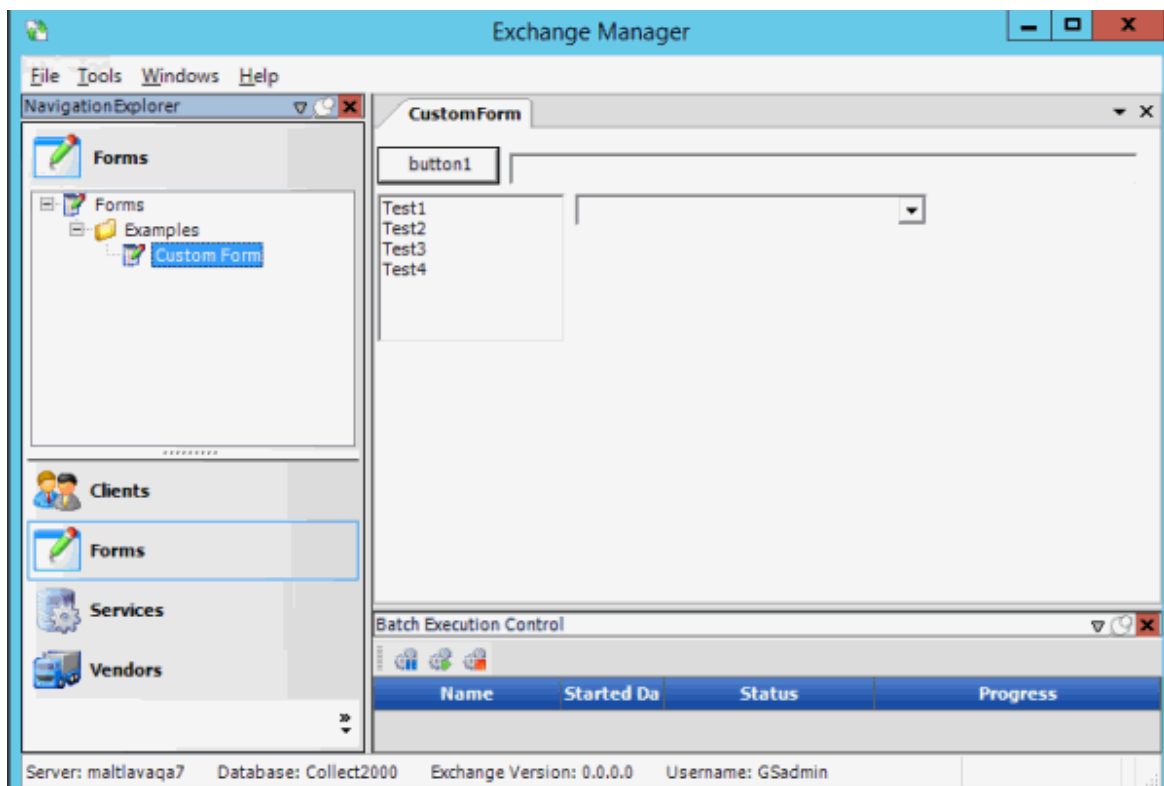 Exchange Manager
File Tools Windows Help
NavigationExplorer
Forms
Forms
Examples
Custom Form
Clients
Forms
Services
Vendors
CustomForm
button1
Test1
Test2
Test3
Test4
Batch Execution Control
Name Started Da Status Progress
Server: maltlavaqa7 Database: Collect2000 Exchange Version: 0.0.0.0 Username: GSadmin